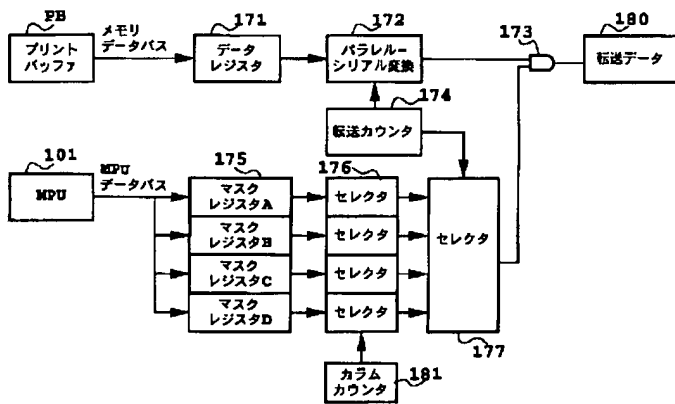 PB
171
172
173
180
プリント
バッファ
メモリ
データバス
データ
レジスタ
パラレルー
シリアル変換
転送データ
174
転送カウンタ
101
MPU
MPU
データバス
175
176
マスク
レジスタA
マスク
レジスタB
マスク
レジスタC
マスク
レジスタD
セレクタ
セレクタ
セレクタ
セレクタ
セレクタ
177
カラム
カウンタ
181